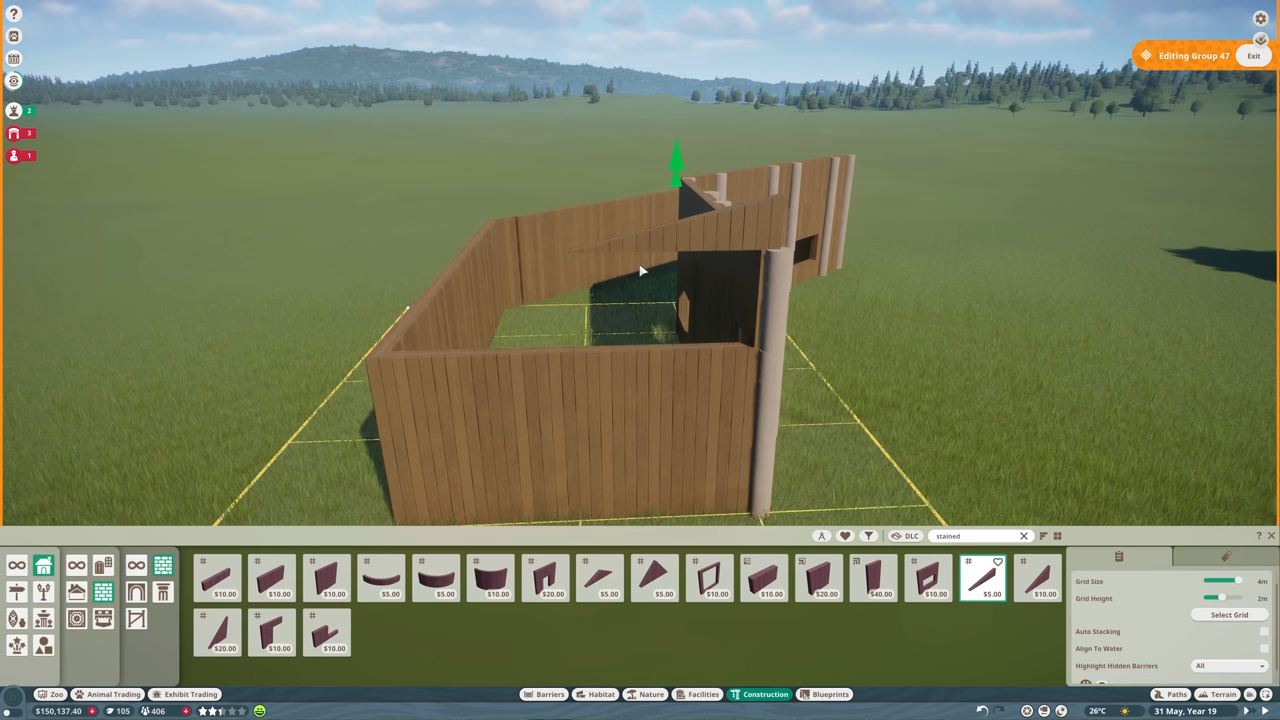 ?
Editing Group 47
Exit
2
3
1
DLC
stained
?
$10.00
$10.00
$10.00
$5.00
$5.00
$10.00
$20.00
$5.00
$5.00
$10.00
$10.00
$20.00
$40.00
$10.00
$5.00
$10.00
$20.00
$10.00
$10.00
Grid Size
4m
Grid Height
2m
Select Grid
Auto Stacking
Align To Water
Highlight Hidden Barriers
All
Zoo
Animal Trading
Exhibit Trading
Barriers
Habitat
Nature
Facilities
Construction
Blueprints
Paths
Terrain
$150,137.40
105
406
26°C
31 May, Year 19